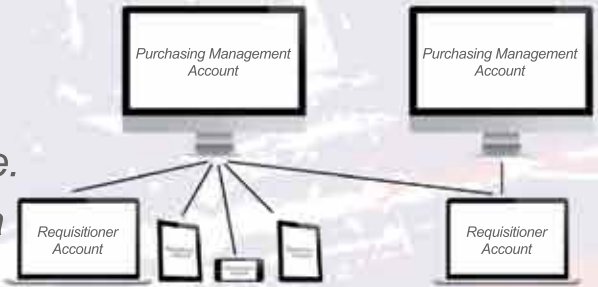 Purchasing Management
Account
Purchasing Management
Account
e.
Requisitioner
Account
Requisitioner
Account